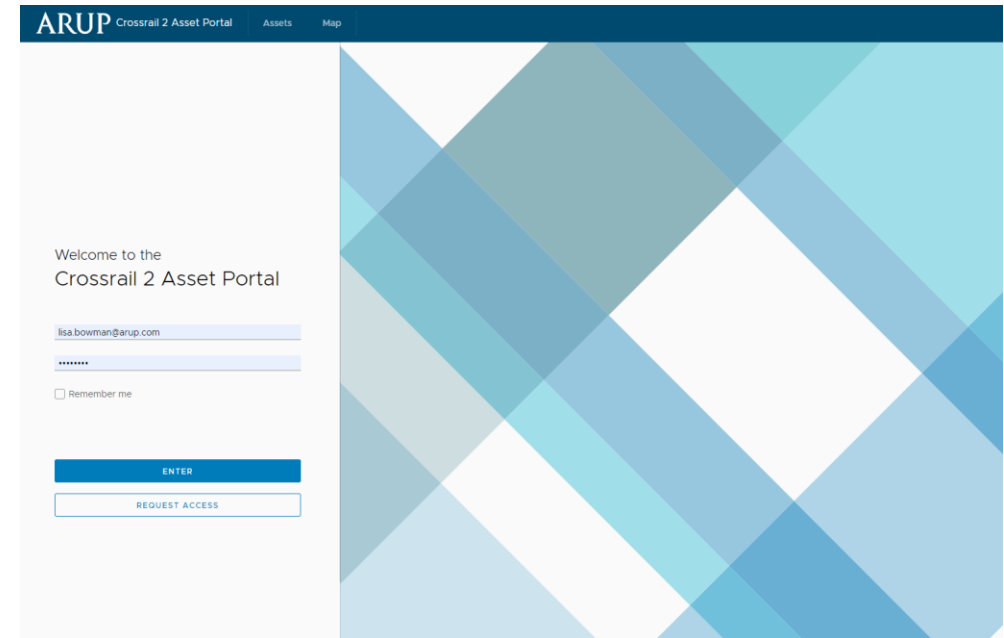 ARUP Crossrail 2 Asset Portal Assets Map
Welcome to the
Crossrail 2 Asset Portal
lisa.bowman@arup.com
••••••••
Remember me
ENTER
REQUEST ACCESS